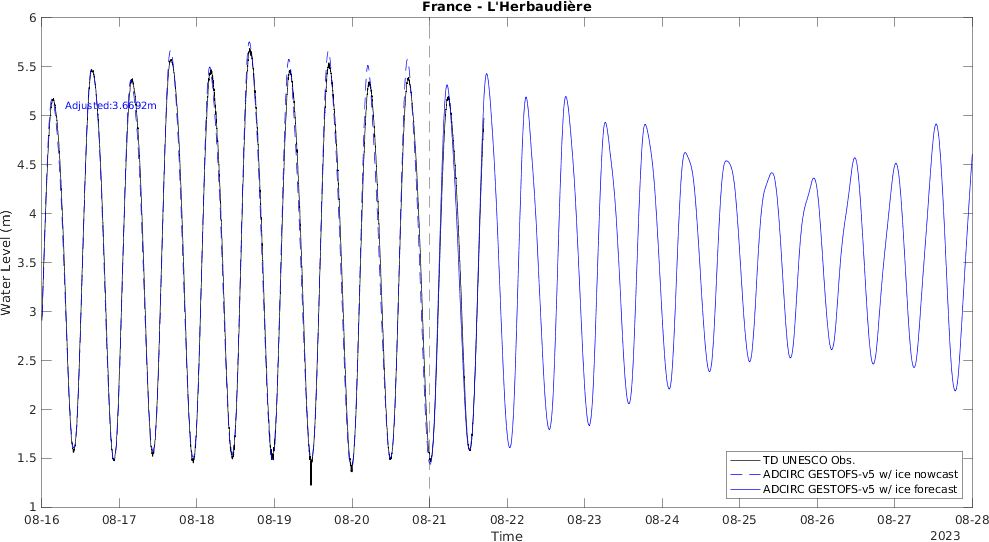 France - L'Herbaudière
6
5.5
5
4.5
4
3.5
3
2.5
2
1.5
1
Water Level (m)
Adjusted:3.6692m
TD UNESCO Obs.
ADCIRC GESTOFS-v5 w/ ice nowcast
ADCIRC GESTOFS-v5 w/ ice forecast
08-16 08-17 08-18 08-19 08-20 08-21 08-22 08-23 08-24 08-25 08-26 08-27 08-28
Time
2023